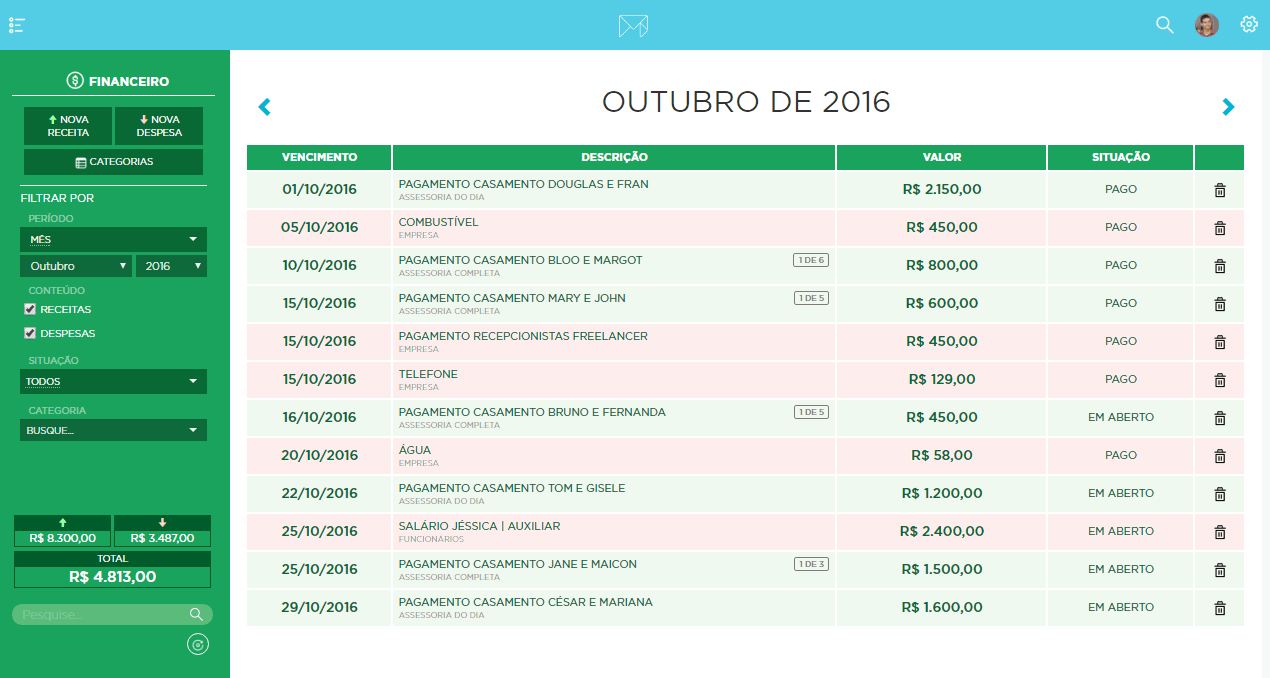 FINANCEIRO
NOVA RECEITA
NOVA DESPESA
CATEGORIAS
FILTRAR POR
PERÍODO
MÊS
Outubro 2016
CONTEÚDO
RECEITAS
DESPESAS
SITUAÇÃO
TODOS
CATEGORIA
BUSQUE...
R$ 8.300,00 R$ 3.487,00
TOTAL
R$ 4.813,00
Pesquise...
OUTUBRO DE 2016
VENCIMENTO DESCRIÇÃO VALOR SITUAÇÃO
01/10/2016 PAGAMENTO CASAMENTO DOUGLAS E FRAN R$ 2.150,00 PAGO
ASSESSORIA DO DIA
05/10/2016 COMBUSTÍVEL R$ 450,00 PAGO
EMPRESA
10/10/2016 PAGAMENTO CASAMENTO BLOO E MARGOT 1 DE 6 R$ 800,00 PAGO
ASSESSORIA COMPLETA
15/10/2016 PAGAMENTO CASAMENTO MARY E JOHN 1 DE 5 R$ 600,00 PAGO
ASSESSORIA COMPLETA
15/10/2016 PAGAMENTO RECEPCIONISTAS FREELANCER R$ 450,00 PAGO
EMPRESA
15/10/2016 TELEFONE R$ 129,00 PAGO
EMPRESA
16/10/2016 PAGAMENTO CASAMENTO BRUNO E FERNANDA 1 DE 5 R$ 450,00 EM ABERTO
ASSESSORIA COMPLETA
20/10/2016 ÁGUA R$ 58,00 PAGO
EMPRESA
22/10/2016 PAGAMENTO CASAMENTO TOM E GISELE R$ 1.200,00 EM ABERTO
ASSESSORIA DO DIA
25/10/2016 SALÁRIO JÉSSICA | AUXILIAR R$ 2.400,00 EM ABERTO
FUNCIONÁRIOS
25/10/2016 PAGAMENTO CASAMENTO JANE E MAICON 1 DE 3 R$ 1.500,00 EM ABERTO
ASSESSORIA COMPLETA
29/10/2016 PAGAMENTO CASAMENTO CÉSAR E MARIANA R$ 1.600,00 EM ABERTO
ASSESSORIA DO DIA